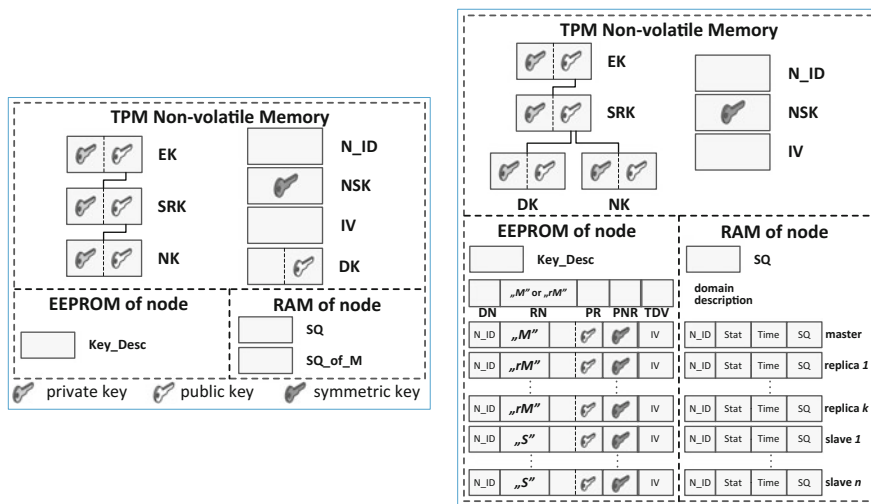 TPM Non-volatile Memory
EK
SRK
NK
N_ID
NSK
IV
DK
EEPROM of node
Key_Desc
RAM of node
SQ
SQ_of_M
private key public key symmetric key
TPM Non-volatile Memory
EK
SRK
DK NK
N_ID
NSK
IV
EEPROM of node
Key_Desc
„M” or „rM”
DN RN PR PNR TDV
RAM of node
SQ
domain
description
N_ID „M” IV N_ID Stat Time SQ master
N_ID „rM” IV N_ID Stat Time SQ replica 1
N_ID „rM” IV N_ID Stat Time SQ replica k
N_ID „S” IV N_ID Stat Time SQ slave 1
N_ID „S” IV N_ID Stat Time SQ slave n